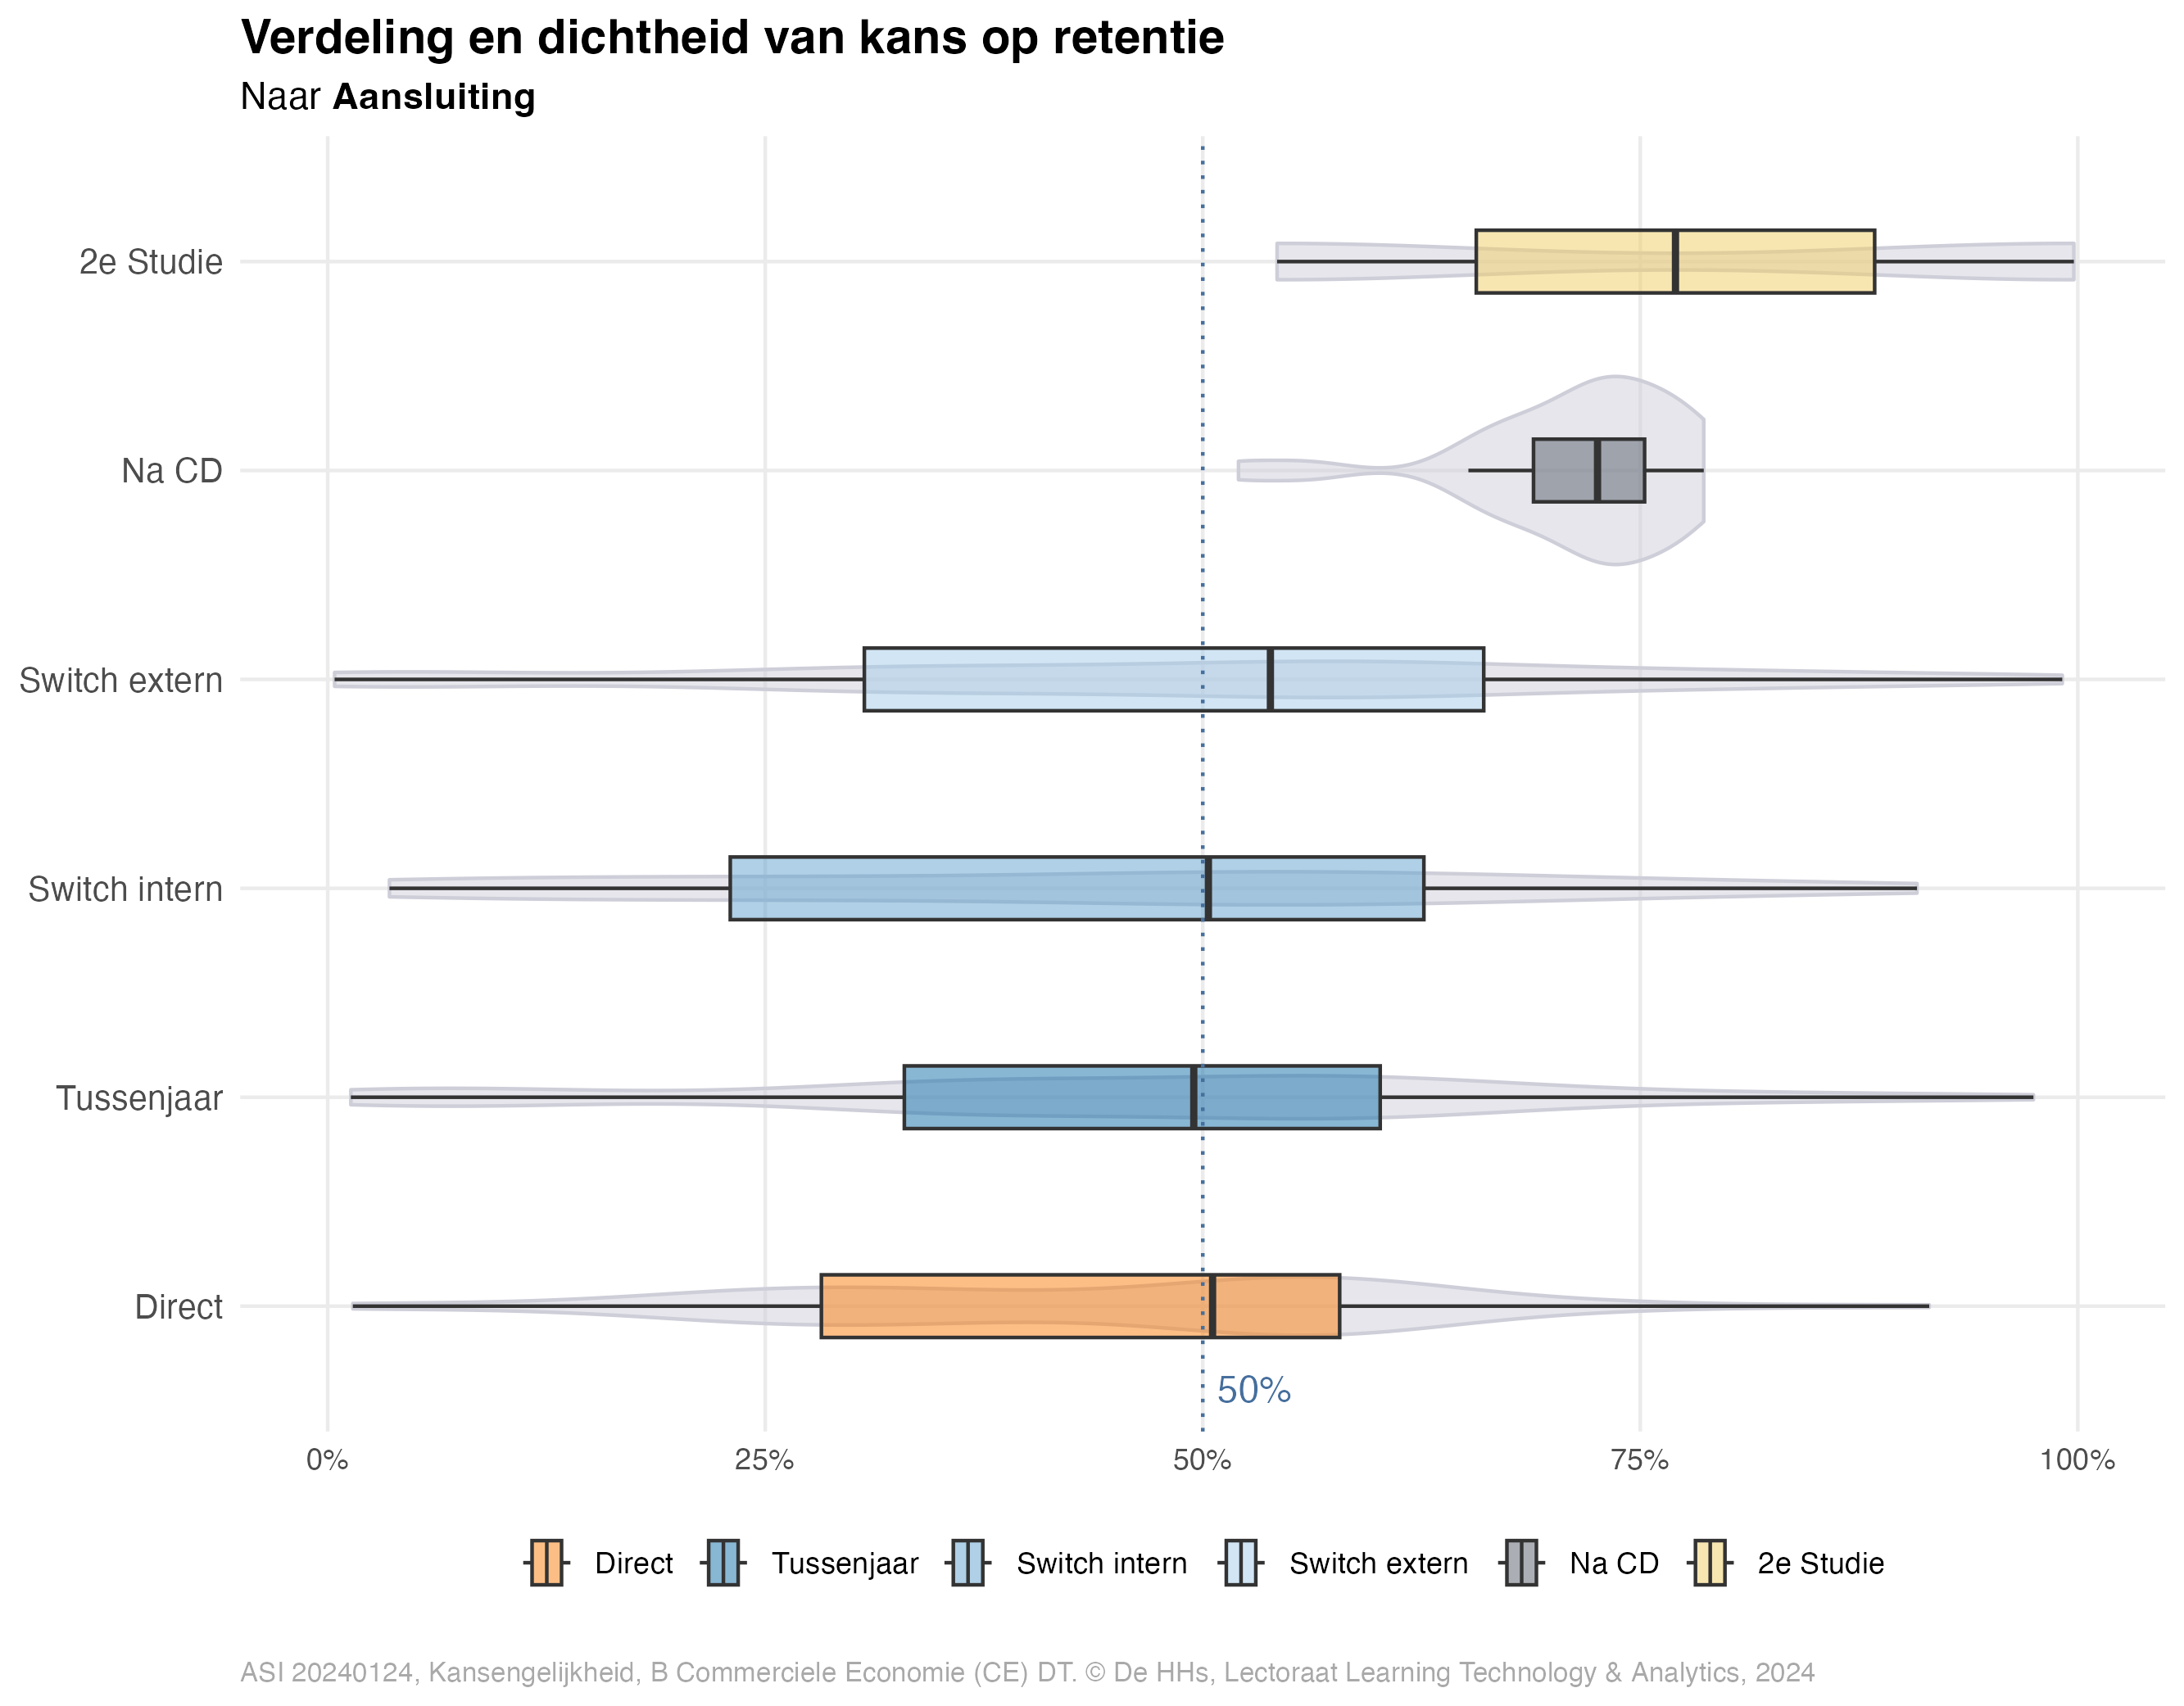 Verdeling en dichtheid van kans op retentie
Naar Aansluiting
2e Studie
Na CD
Switch extern
Switch intern
Tussenjaar
Direct
50%
0% 25% 50% 75% 100%
Direct Tussenjaar Switch intern Switch extern Na CD 2e Studie
ASI 20240124, Kansengelijkheid, B Commerciele Economie (CE) DT. © De HHs, Lectoraat Learning Technology & Analytics, 2024